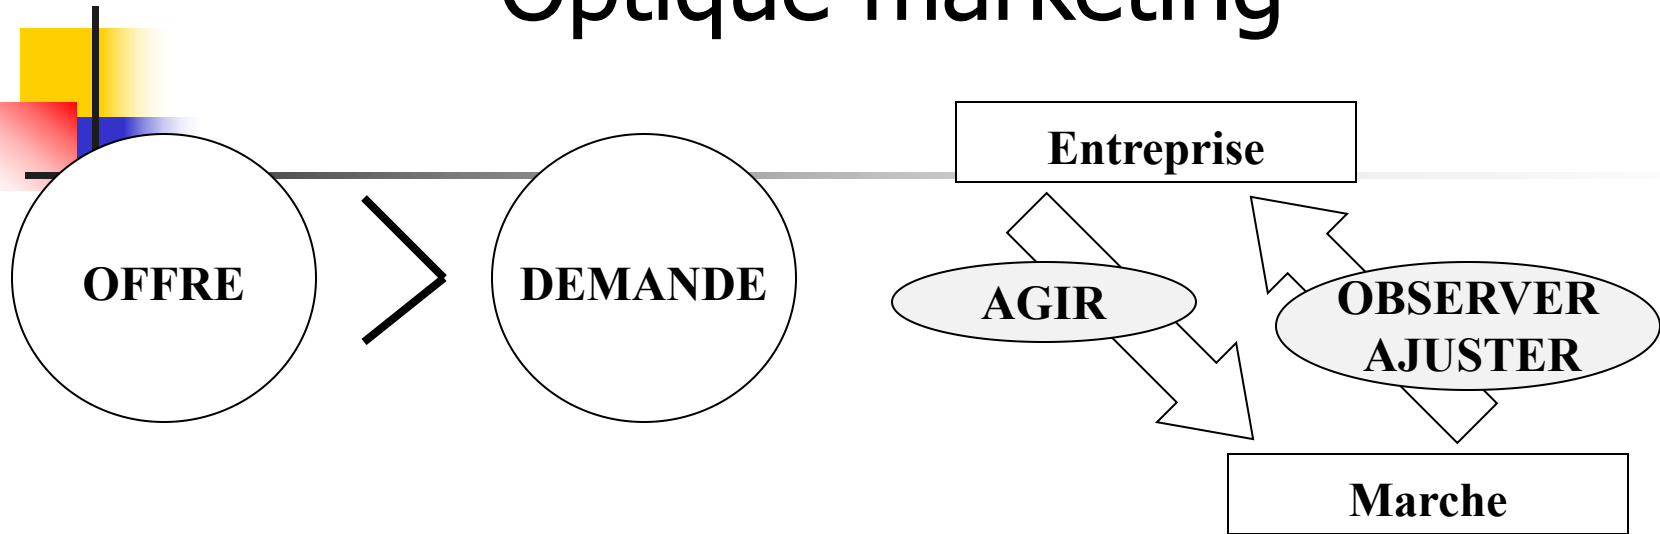 Optique marketing
Entreprise
OFFRE
DEMANDE
AGIR
OBSERVER
AJUSTER
Marche